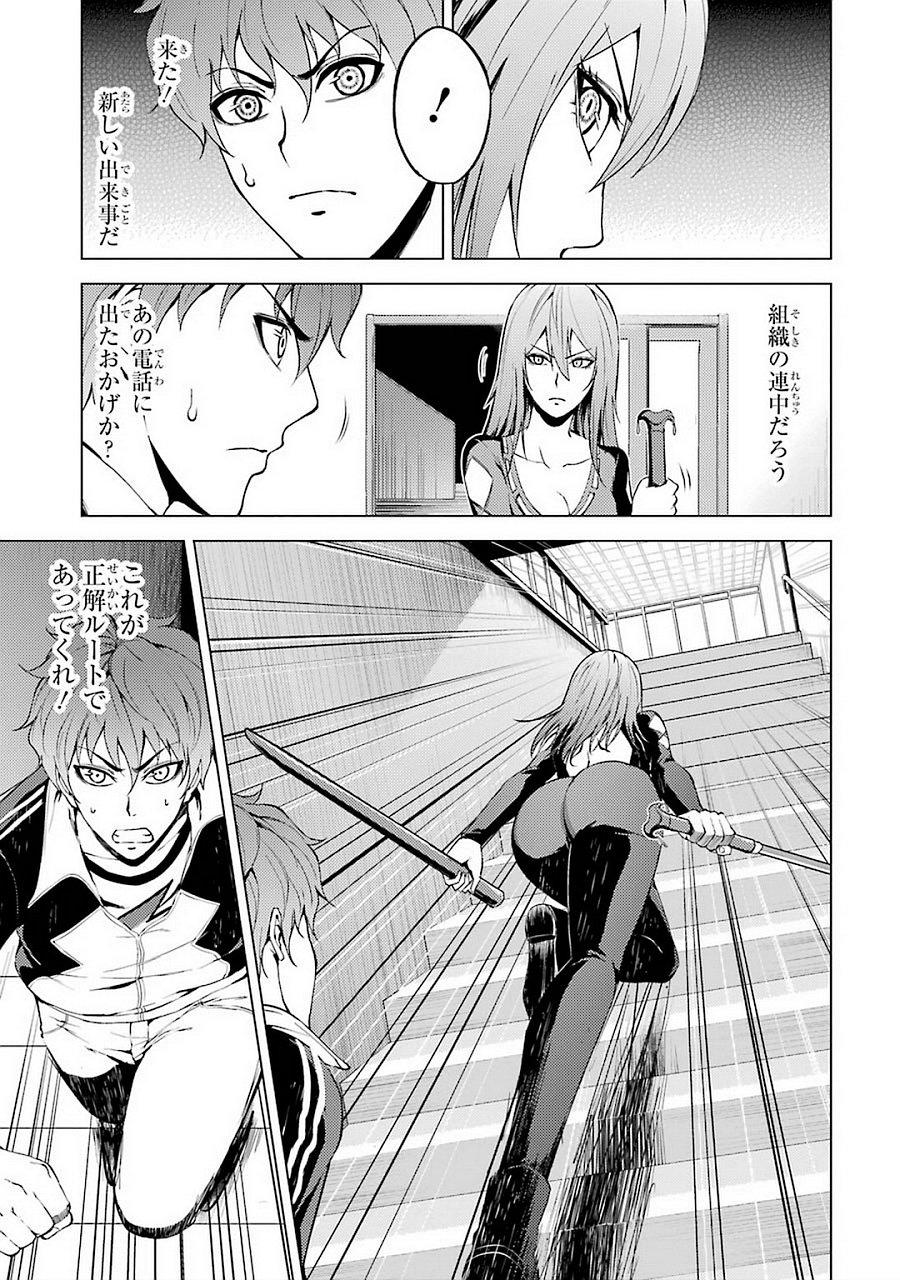 ！
来た！
新しい出来事だ
組織の連中だろう
あの電話に
出たおかげか？
これが
正解ルートで
あってくれ！